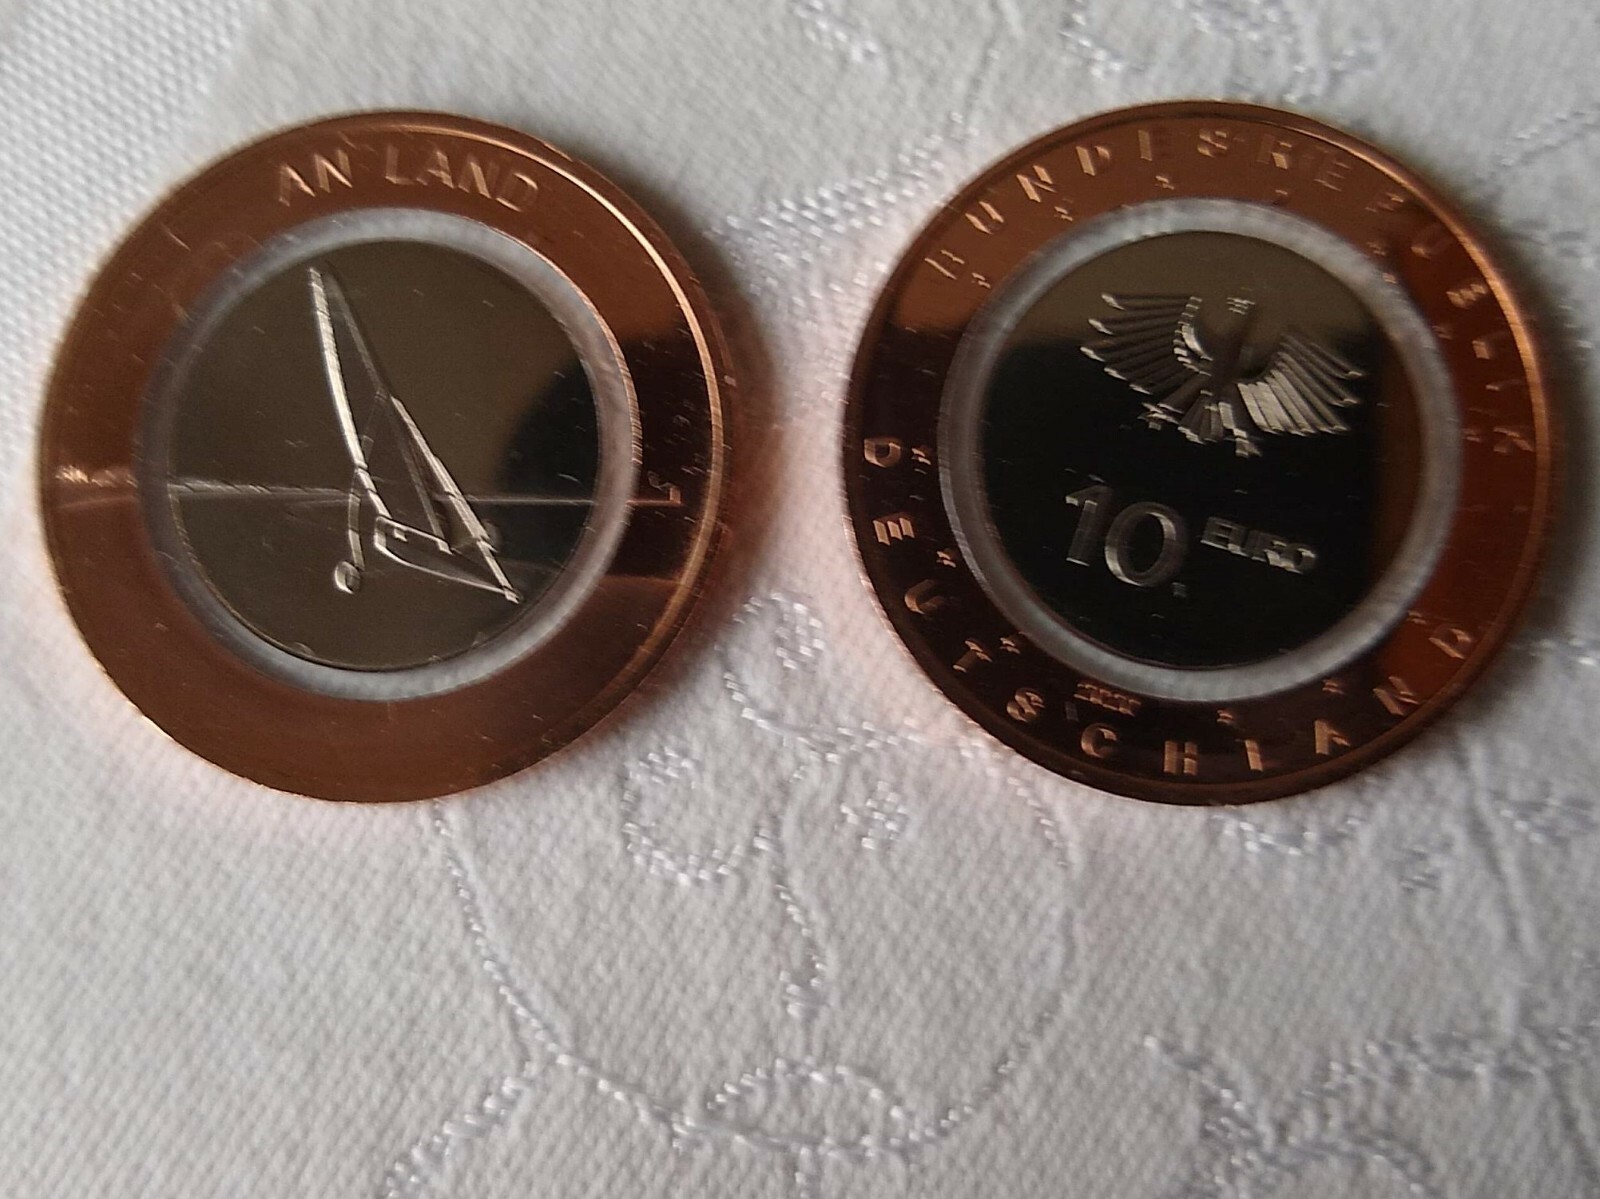 AN LAND
BUNDESREPUBLIK
DEUTSCHLAND
10 EURO